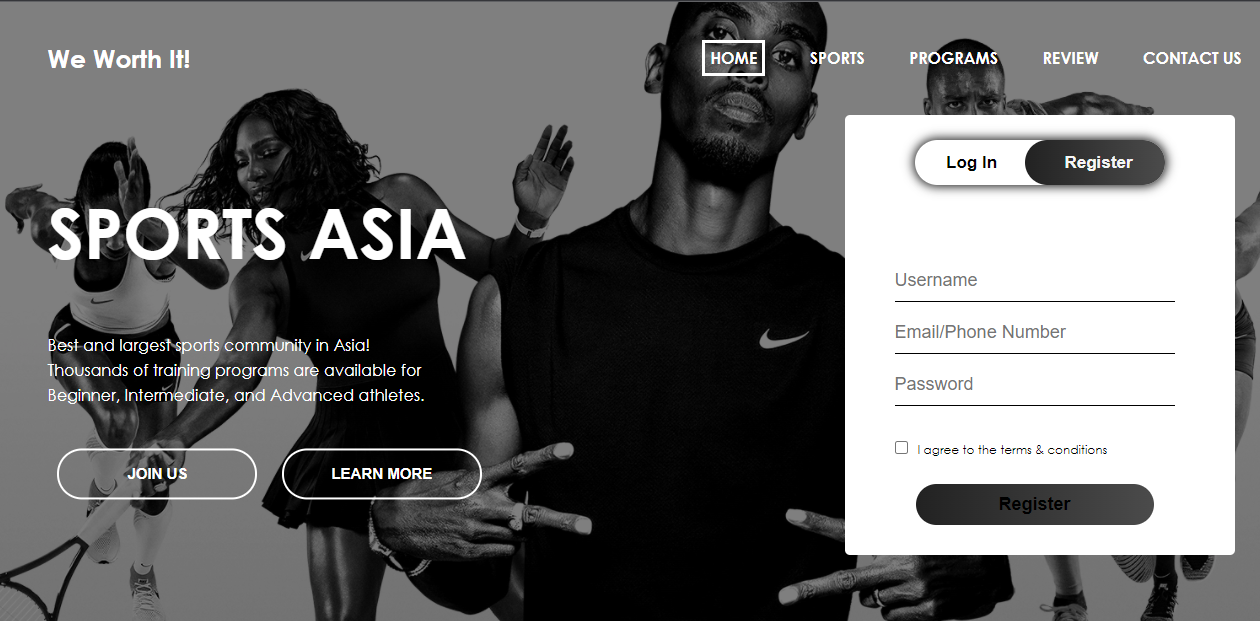 We Worth It!
HOME SPORTS PROGRAMS REVIEW CONTACT US
SPORTS ASIA
Best and largest sports community in Asia!
Thousands of training programs are available for
Beginner, Intermediate, and Advanced athletes.
JOIN US LEARN MORE
Log In Register
Username
Email/Phone Number
Password
I agree to the terms & conditions
Register